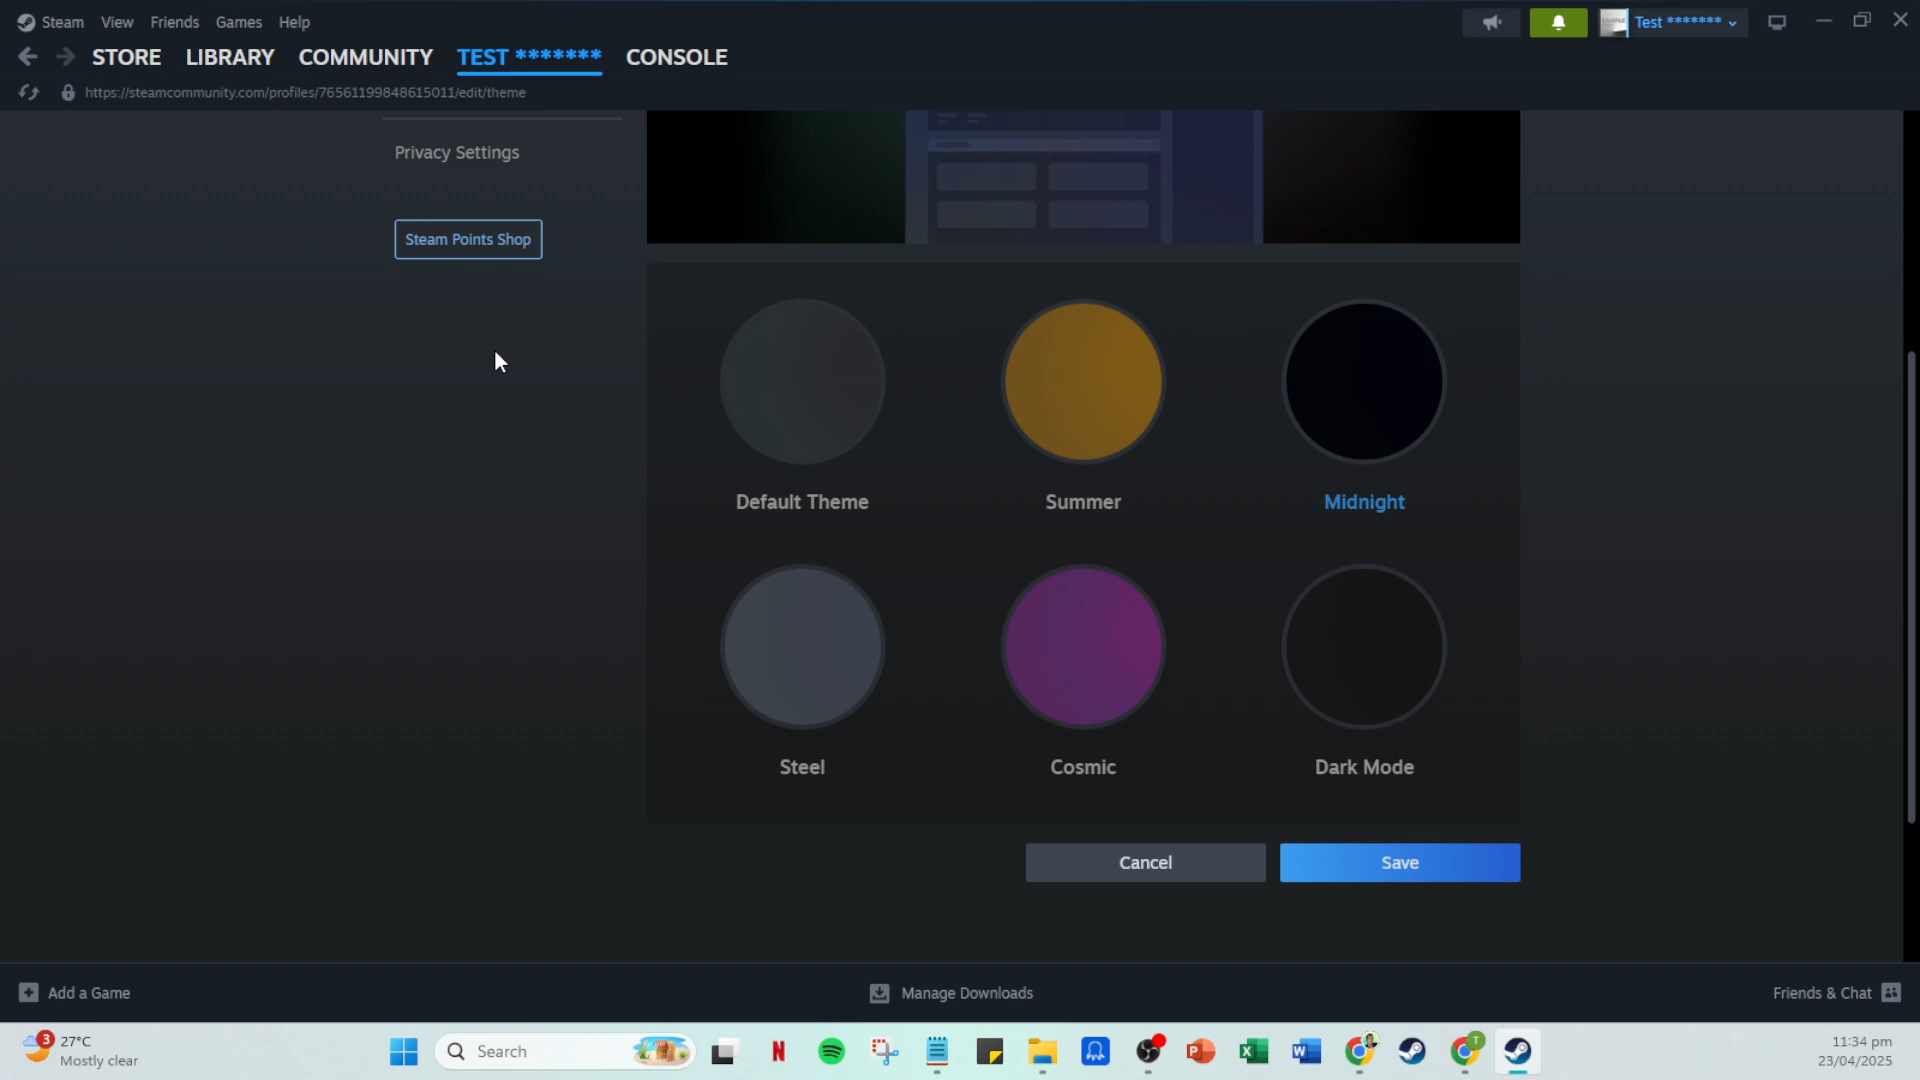 Steam View Friends Games Help
Test *******
STORE LIBRARY COMMUNITY TEST ******* CONSOLE
https://steamcommunity.com/profiles/76561199848615011/edit/theme
Privacy Settings
Steam Points Shop
Default Theme Summer Midnight
Steel Cosmic Dark Mode
Cancel Save
Add a Game Manage Downloads Friends & Chat
3 27°C
Mostly clear
Search
11:34 pm
23/04/2025